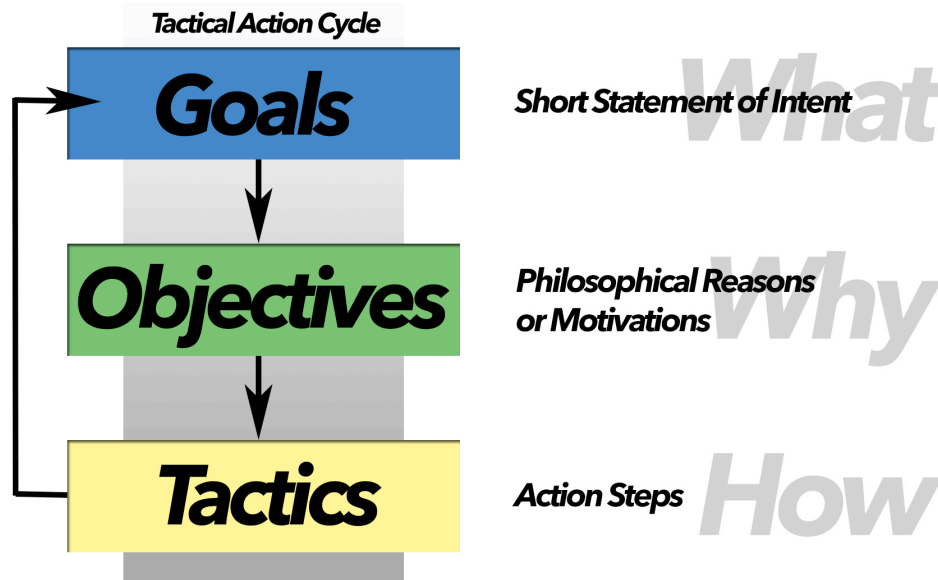 Tactical Action Cycle
Goals
Short Statement of Intent
What
Objectives
Philosophical Reasons
or Motivations
Why
Tactics
Action Steps
How